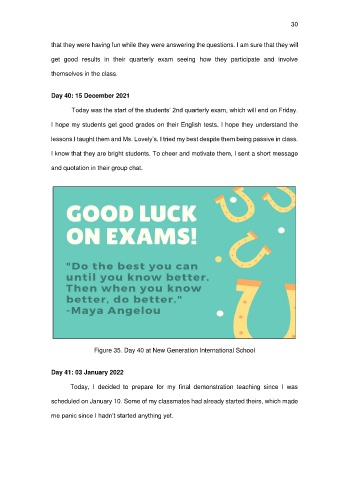 30
that they were having fun while they were answering the questions. I am sure that they will
get good results in their quarterly exam seeing how they participate and involve
themselves in the class.
Day 40: 15 December 2021
Today was the start of the students' 2nd quarterly exam, which will end on Friday.
I hope my students get good grades on their English tests. I hope they understand the
lessons I taught them and Ms. Lovely's. I tried my best despite them being passive in class.
I know that they are bright students. To cheer and motivate them, I sent a short message
and quotation in their group chat.
GOOD LUCK
ON EXAMS!
"Do the best you can
until you know better.
Then when you know
better, do better."
-Maya Angelou
Figure 35. Day 40 at New Generation International School
Day 41: 03 January 2022
Today, I decided to prepare for my final demonstration teaching since I was
scheduled on January 10. Some of my classmates had already started theirs, which made
me panic since I hadn't started anything yet.